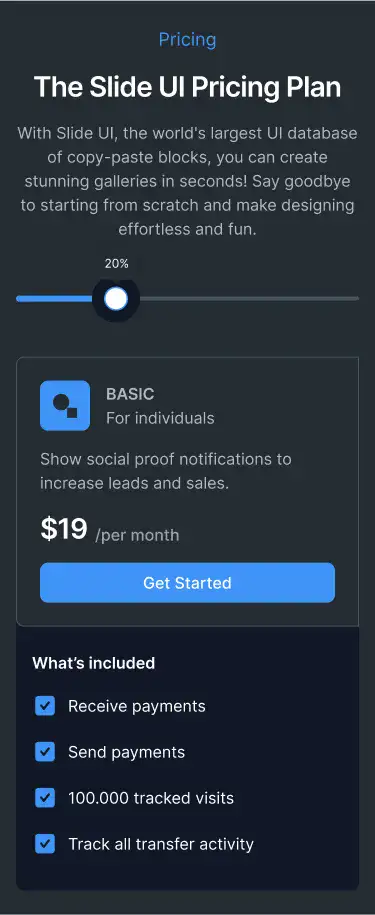 Pricing
The Slide UI Pricing Plan
With Slide UI, the world's largest UI database
of copy-paste blocks, you can create
stunning galleries in seconds! Say goodbye
to starting from scratch and make designing
effortless and fun.
20%
BASIC
For individuals
Show social proof notifications to
increase leads and sales.
$19 /per month
Get Started
What's included
Receive payments
Send payments
100.000 tracked visits
Track all transfer activity